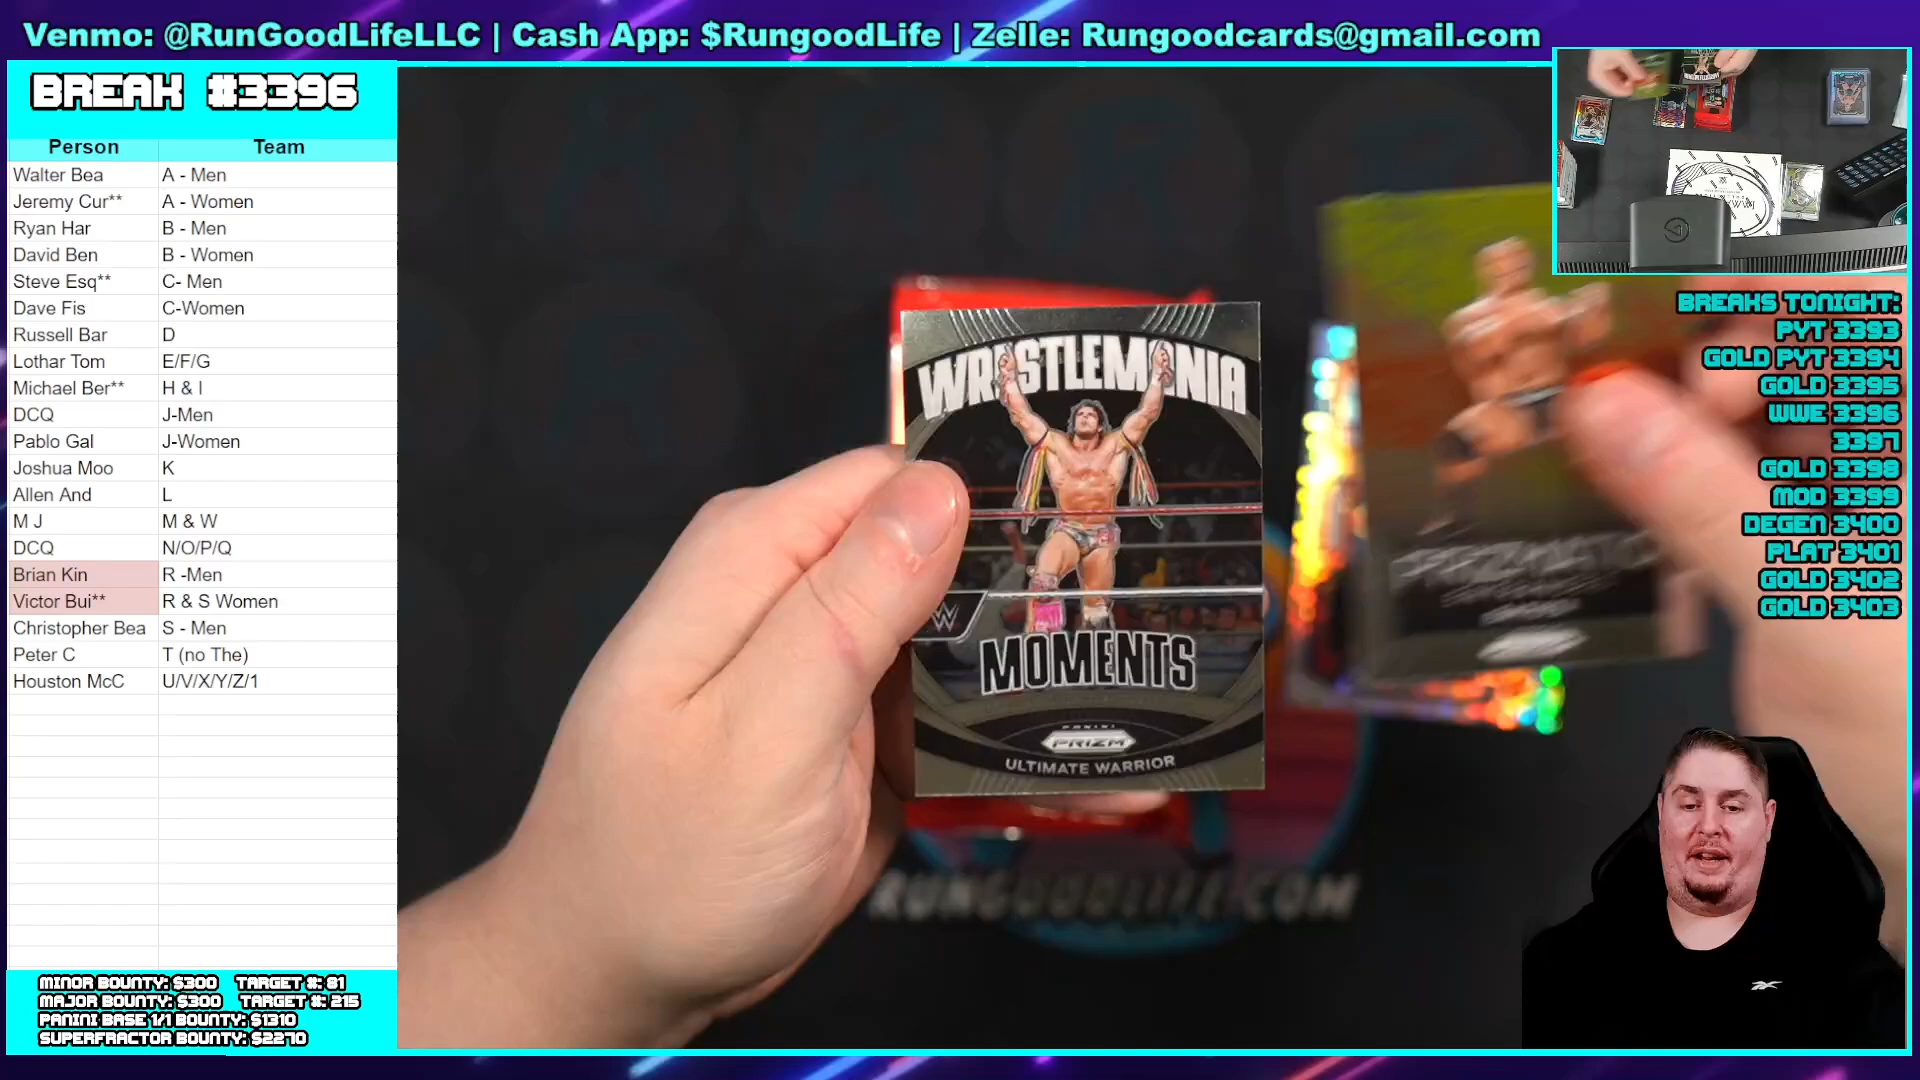 Venmo: @RunGoodLifeLLC | Cash App: $RungoodLife | Zelle: Rungoodcards@gmail.com
BREAK #3396
Person Team
Walter Bea A - Men
Jeremy Cur** A - Women
Ryan Har B - Men
David Ben B - Women
Steve Esq** C- Men
Dave Fis C-Women
Russell Bar D
Lothar Tom E/F/G
Michael Ber** H & I
DCQ J-Men
Pablo Gal J-Women
Joshua Moo K
Allen And L
M J M & W
DCQ N/O/P/Q
Brian Kin R -Men
Victor Bui** R & S Women
Christopher Bea S - Men
Peter C T (no The)
Houston McC U/V/X/Y/Z/1
MINOR BOUNTY: $300 TARGET #: 81
MAJOR BOUNTY: $300 TARGET #: 215
PANINI BASE 1/1 BOUNTY: $1310
SUPERFRACTOR BOUNTY: $2270
WRESTLEMANIA
W
MOMENTS
PANINI
PRIZM
ULTIMATE WARRIOR
RUNGOODLIFE.COM
BREAKS TONIGHT:
PYT 3393
GOLD PYT 3394
GOLD 3395
WWE 3396
3397
GOLD 3398
MOD 3399
DEGEN 3400
PLAT 3401
GOLD 3402
GOLD 3403